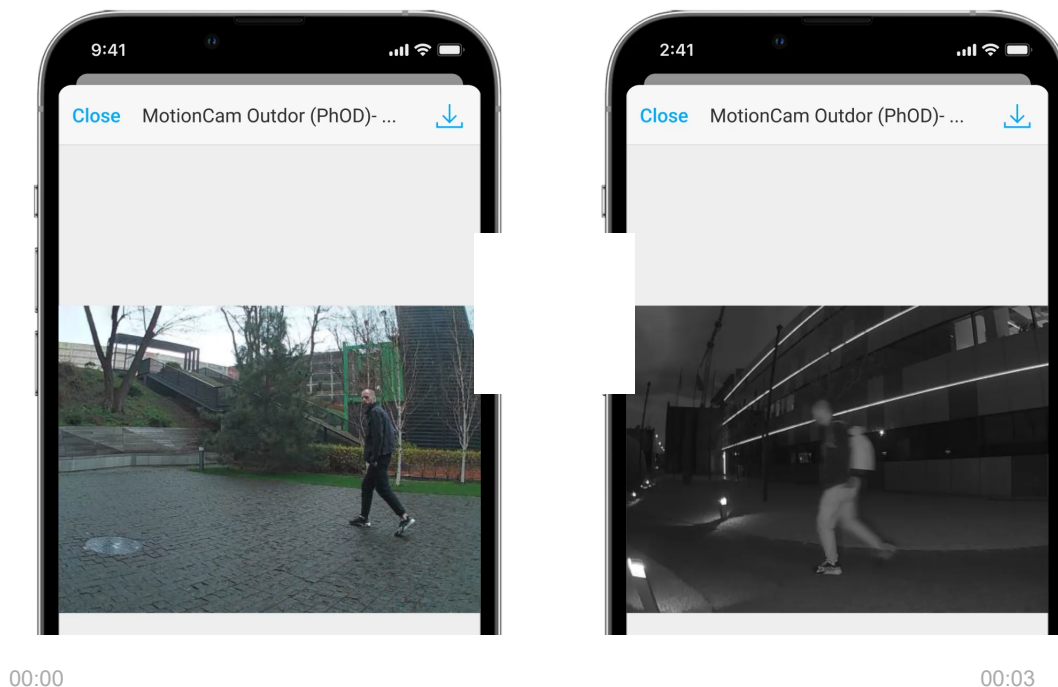 9:41
Close MotionCam Outdor (PhOD)- ...
2:41
Close MotionCam Outdor (PhOD)- ...
00:00
00:03